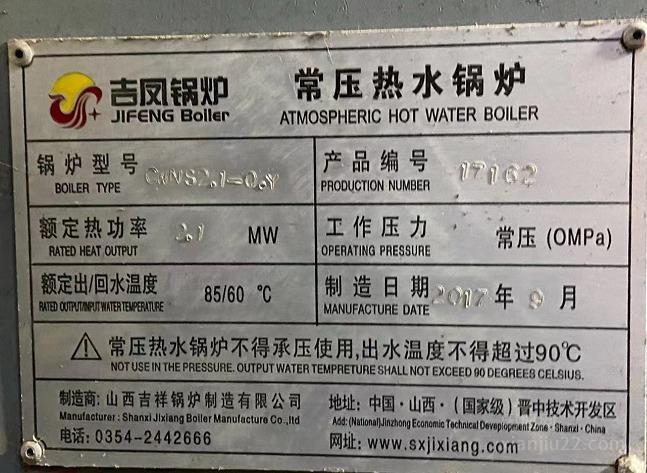 吉凤锅炉 常压热水锅炉
JIFENG Boiler ATMOSPHERIC HOT WATER BOILER
锅炉型号 CWNS2.1-0.Y 产品编号 17162
BOILER TYPE PRODUCTION NUMBER
额定热功率 2.1 MW 工作压力 常压(OMPa)
RATED HEAT OUTPUT OPERATING PRESSURE
额定出/回水温度 85/60 ℃ 制造日期 2017年9月
RATED OUTPUT/INPUT WATER TEMPERATURE MANUFACTURE DATE
常压热水锅炉不得承压使用,出水温度不得超过90℃
NOT USE IN THE PRESSURE. OUTPUT WATER TEMPRETURE SHALL NOT EXCEED 90 DEGREES CELSIUS.
制造商: 山西吉祥锅炉制造有限公司 地址: 中国·山西·(国家级)晋中技术开发区
Manufacturer: Shanxi Jixiang Boiler Manufacture Co.,ltd Add: (National)Jinzhong Economic Technical Deveplopment Zone·Shanxi·China
电话: 0354-2442666 网址: www.sxjixiang.com